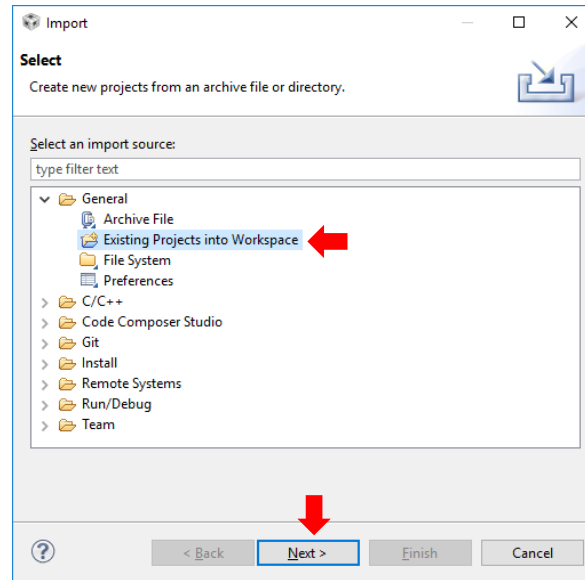 Import
Select
Create new projects from an archive file or directory.
Select an import source:
type filter text
General
Archive File
Existing Projects into Workspace
File System
Preferences
C/C++
Code Composer Studio
Git
Install
Remote Systems
Run/Debug
Team
? < Back Next > Finish Cancel